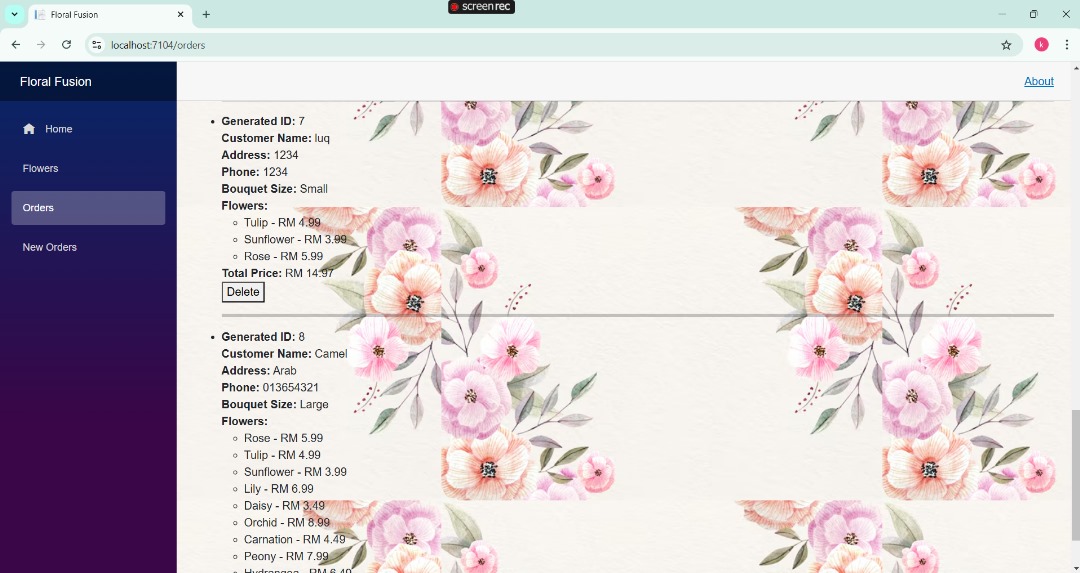 Floral Fusion
screenrec
k
localhost:7104/orders
Floral Fusion
About
Home
Flowers
Orders
New Orders
• Generated ID: 7
Customer Name: luq
Address: 1234
Phone: 1234
Bouquet Size: Small
Flowers:
Tulip - RM 4.99
Sunflower - RM 3.99
Rose - RM 5.99
Total Price: RM 14.97
Delete
• Generated ID: 8
Customer Name: Camel
Address: Arab
Phone: 013654321
Bouquet Size: Large
Flowers:
Rose - RM 5.99
Tulip - RM 4.99
Sunflower - RM 3.99
Lily - RM 6.99
Daisy - RM 3.49
Orchid - RM 8.99
Carnation - RM 4.49
Peony - RM 7.99
Hydrangea - RM 6.49